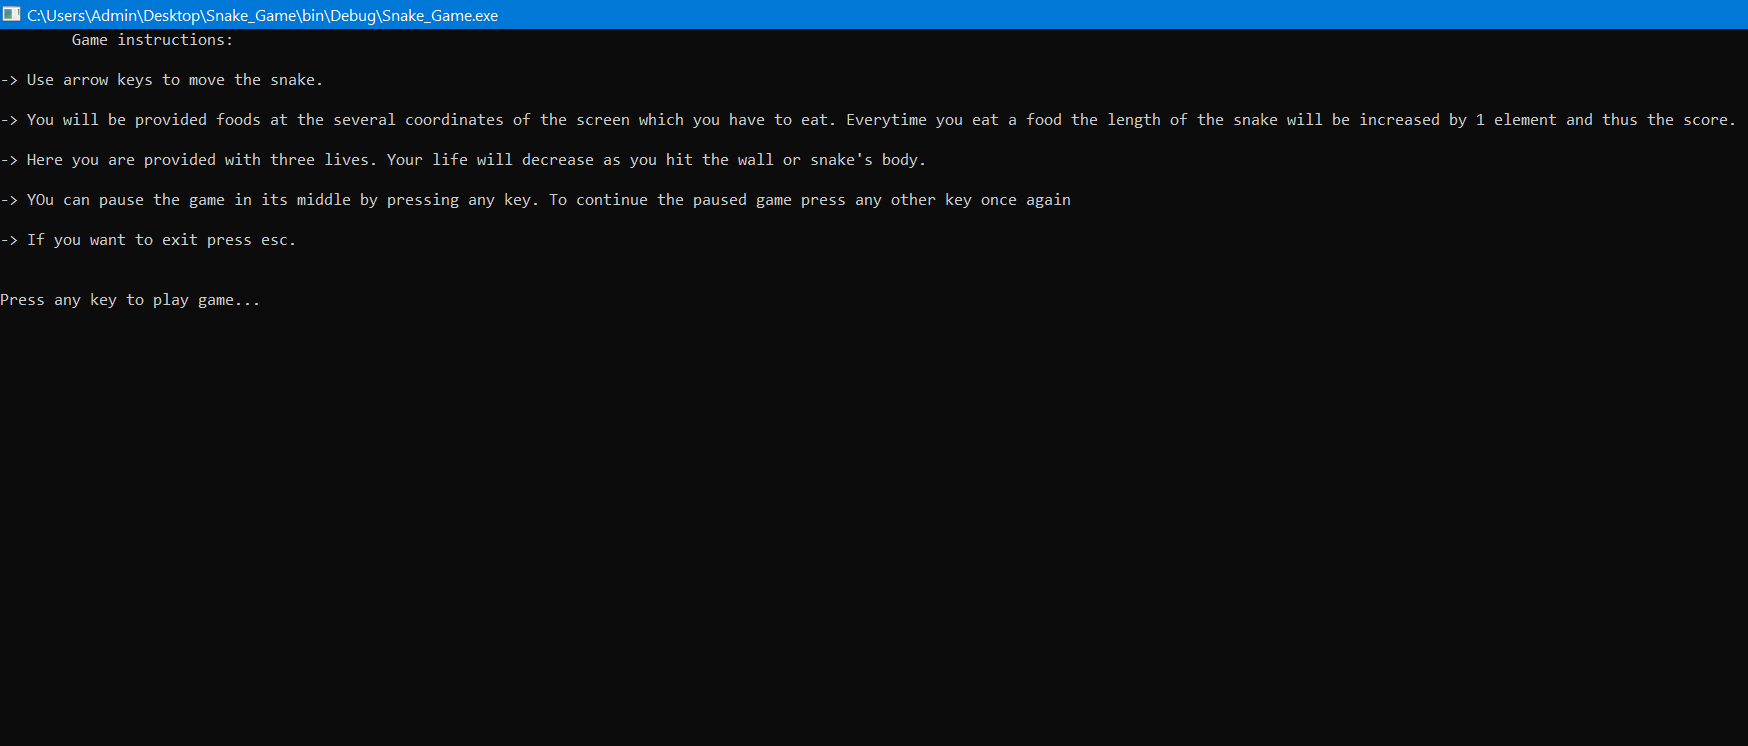 C:\Users\Admin\Desktop\Snake_Game\bin\Debug\Snake_Game.exe
Game instructions:
-> Use arrow keys to move the snake.
-> You will be provided foods at the several coordinates of the screen which you have to eat. Everytime you eat a food the length of the snake will be increased by 1 element and thus the score.
-> Here you are provided with three lives. Your life will decrease as you hit the wall or snake's body.
-> YOu can pause the game in its middle by pressing any key. To continue the paused game press any other key once again
-> If you want to exit press esc.
Press any key to play game...